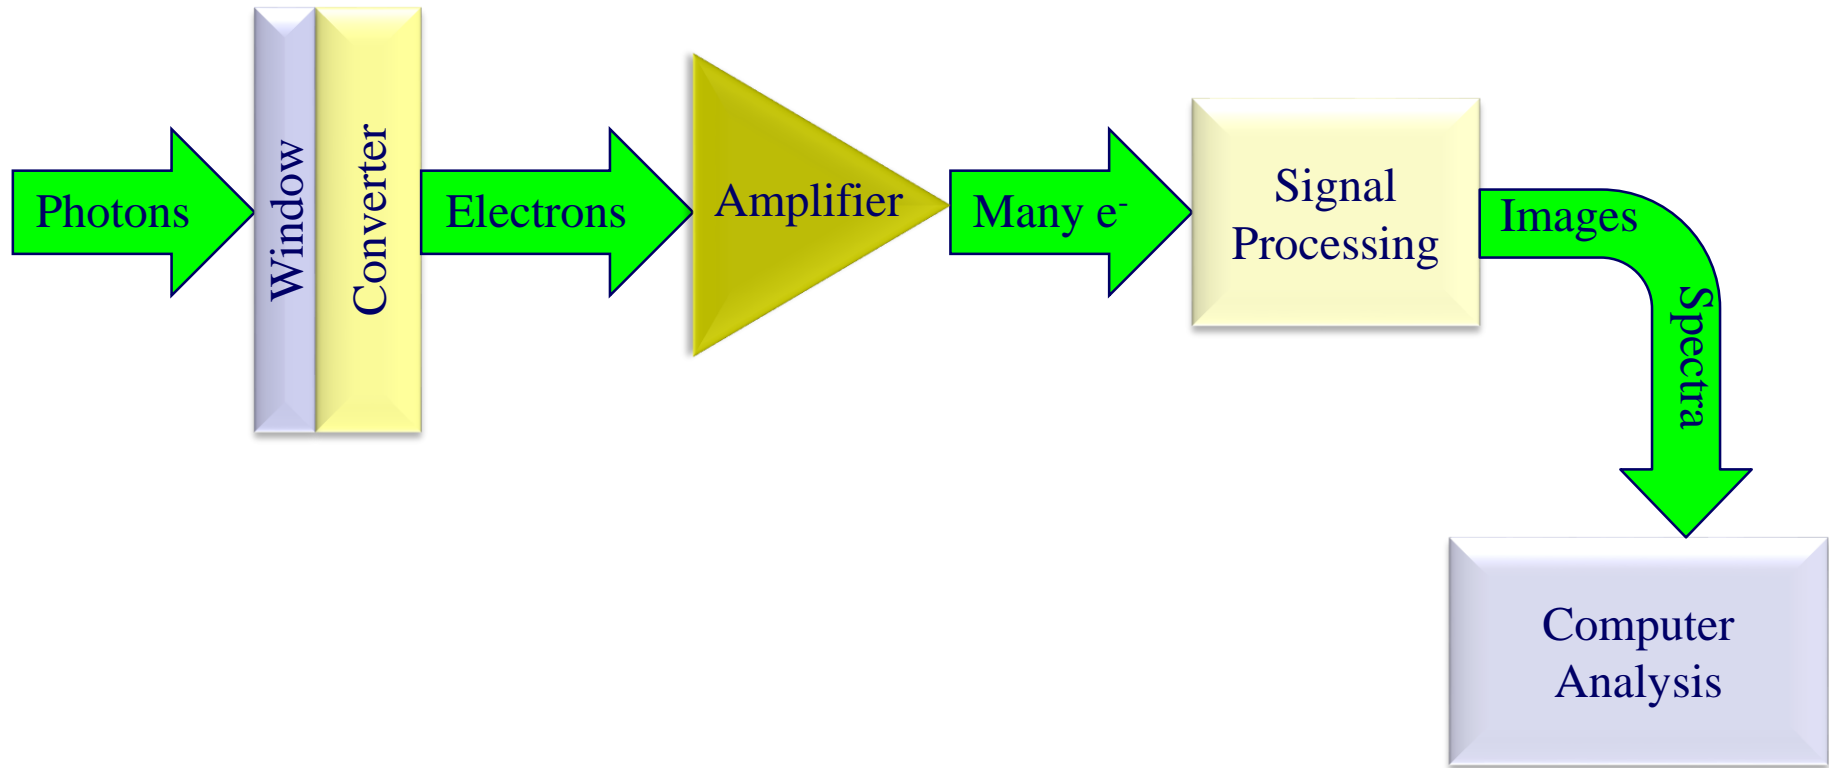 Photons
Window
Converter
Electrons
Amplifier
Many e⁻
Signal
Processing
Images
Spectra
Computer
Analysis